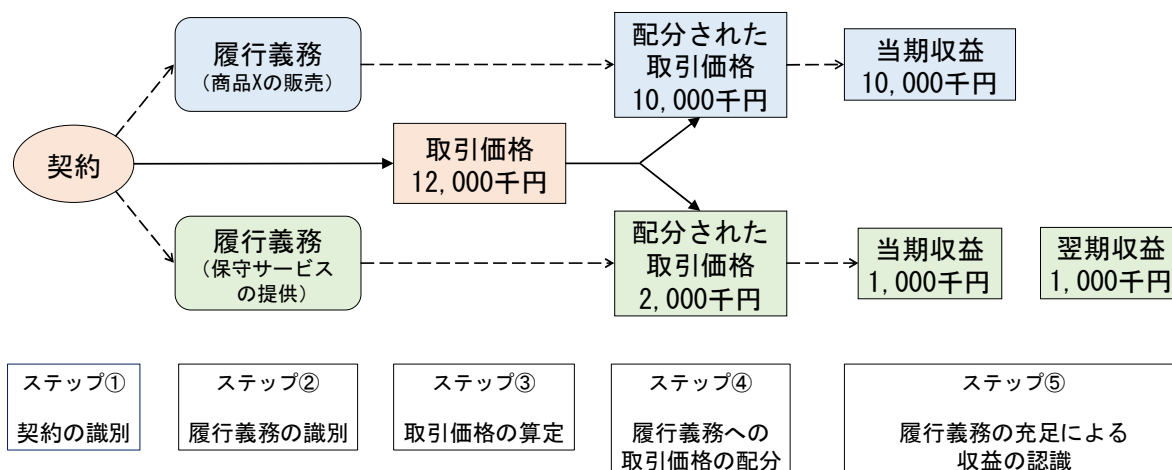 履行義務
（商品Xの販売）
配分された
取引価格
10,000千円
当期収益
10,000千円
契約
取引価格
12,000千円
履行義務
（保守サービス
の提供）
配分された
取引価格
2,000千円
当期収益
1,000千円
翌期収益
1,000千円
ステップ①
契約の識別
ステップ②
履行義務の識別
ステップ③
取引価格の算定
ステップ④
履行義務への
取引価格の配分
ステップ⑤
履行義務の充足による
収益の認識